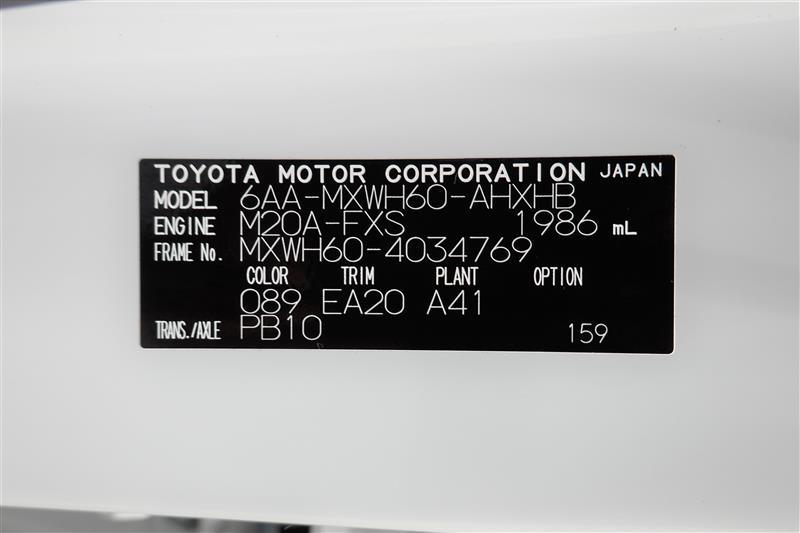 TOYOTA MOTOR CORPORATION JAPAN
MODEL 6AA-MXWH60-AHXHB
ENGINE M20A-FXS 1986 mL
FRAME No. MXWH60-4034769
COLOR TRIM PLANT OPTION
089 EA20 A41
TRANS./AXLE PB10 159